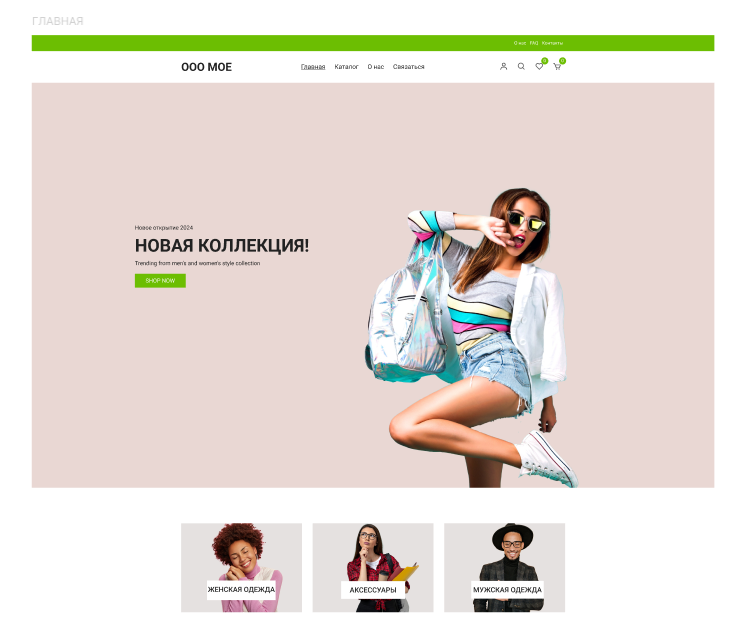 ГЛАВНАЯ
О нас FAQ Контакты
ООО МОЕ
Главная Каталог О нас Связаться
0 0
Новое открытие 2024
НОВАЯ КОЛЛЕКЦИЯ!
Trending from men's and women's style collection
SHOP NOW
ЖЕНСКАЯ ОДЕЖДА АКСЕССУАРЫ МУЖСКАЯ ОДЕЖДА